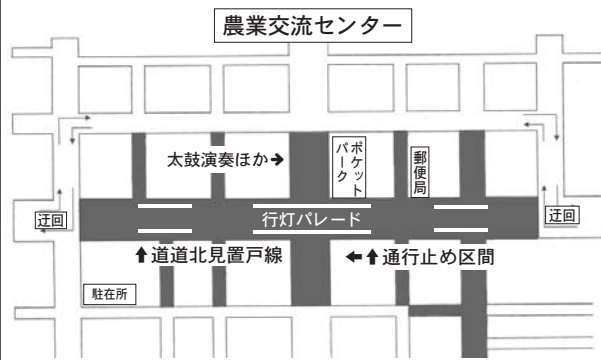 農業交流センター
太鼓演奏ほか→
ポケット
パーク
郵便局
迂回
行灯パレード
迂回
↑道道北見置戸線
←↑通行止め区間
駐在所